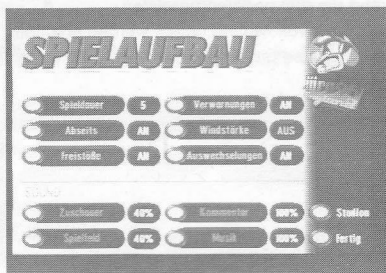 SPIELAUFBAU
Spieldauer 5 Verwarnungen AN
Abseits AN Windstärke AUS
Freistöße AN Auswechselungen AN
SOUND
Zuschauer 40% Kommentar 100% Stadion
Spielfeld 40% Musik 100% Fertig